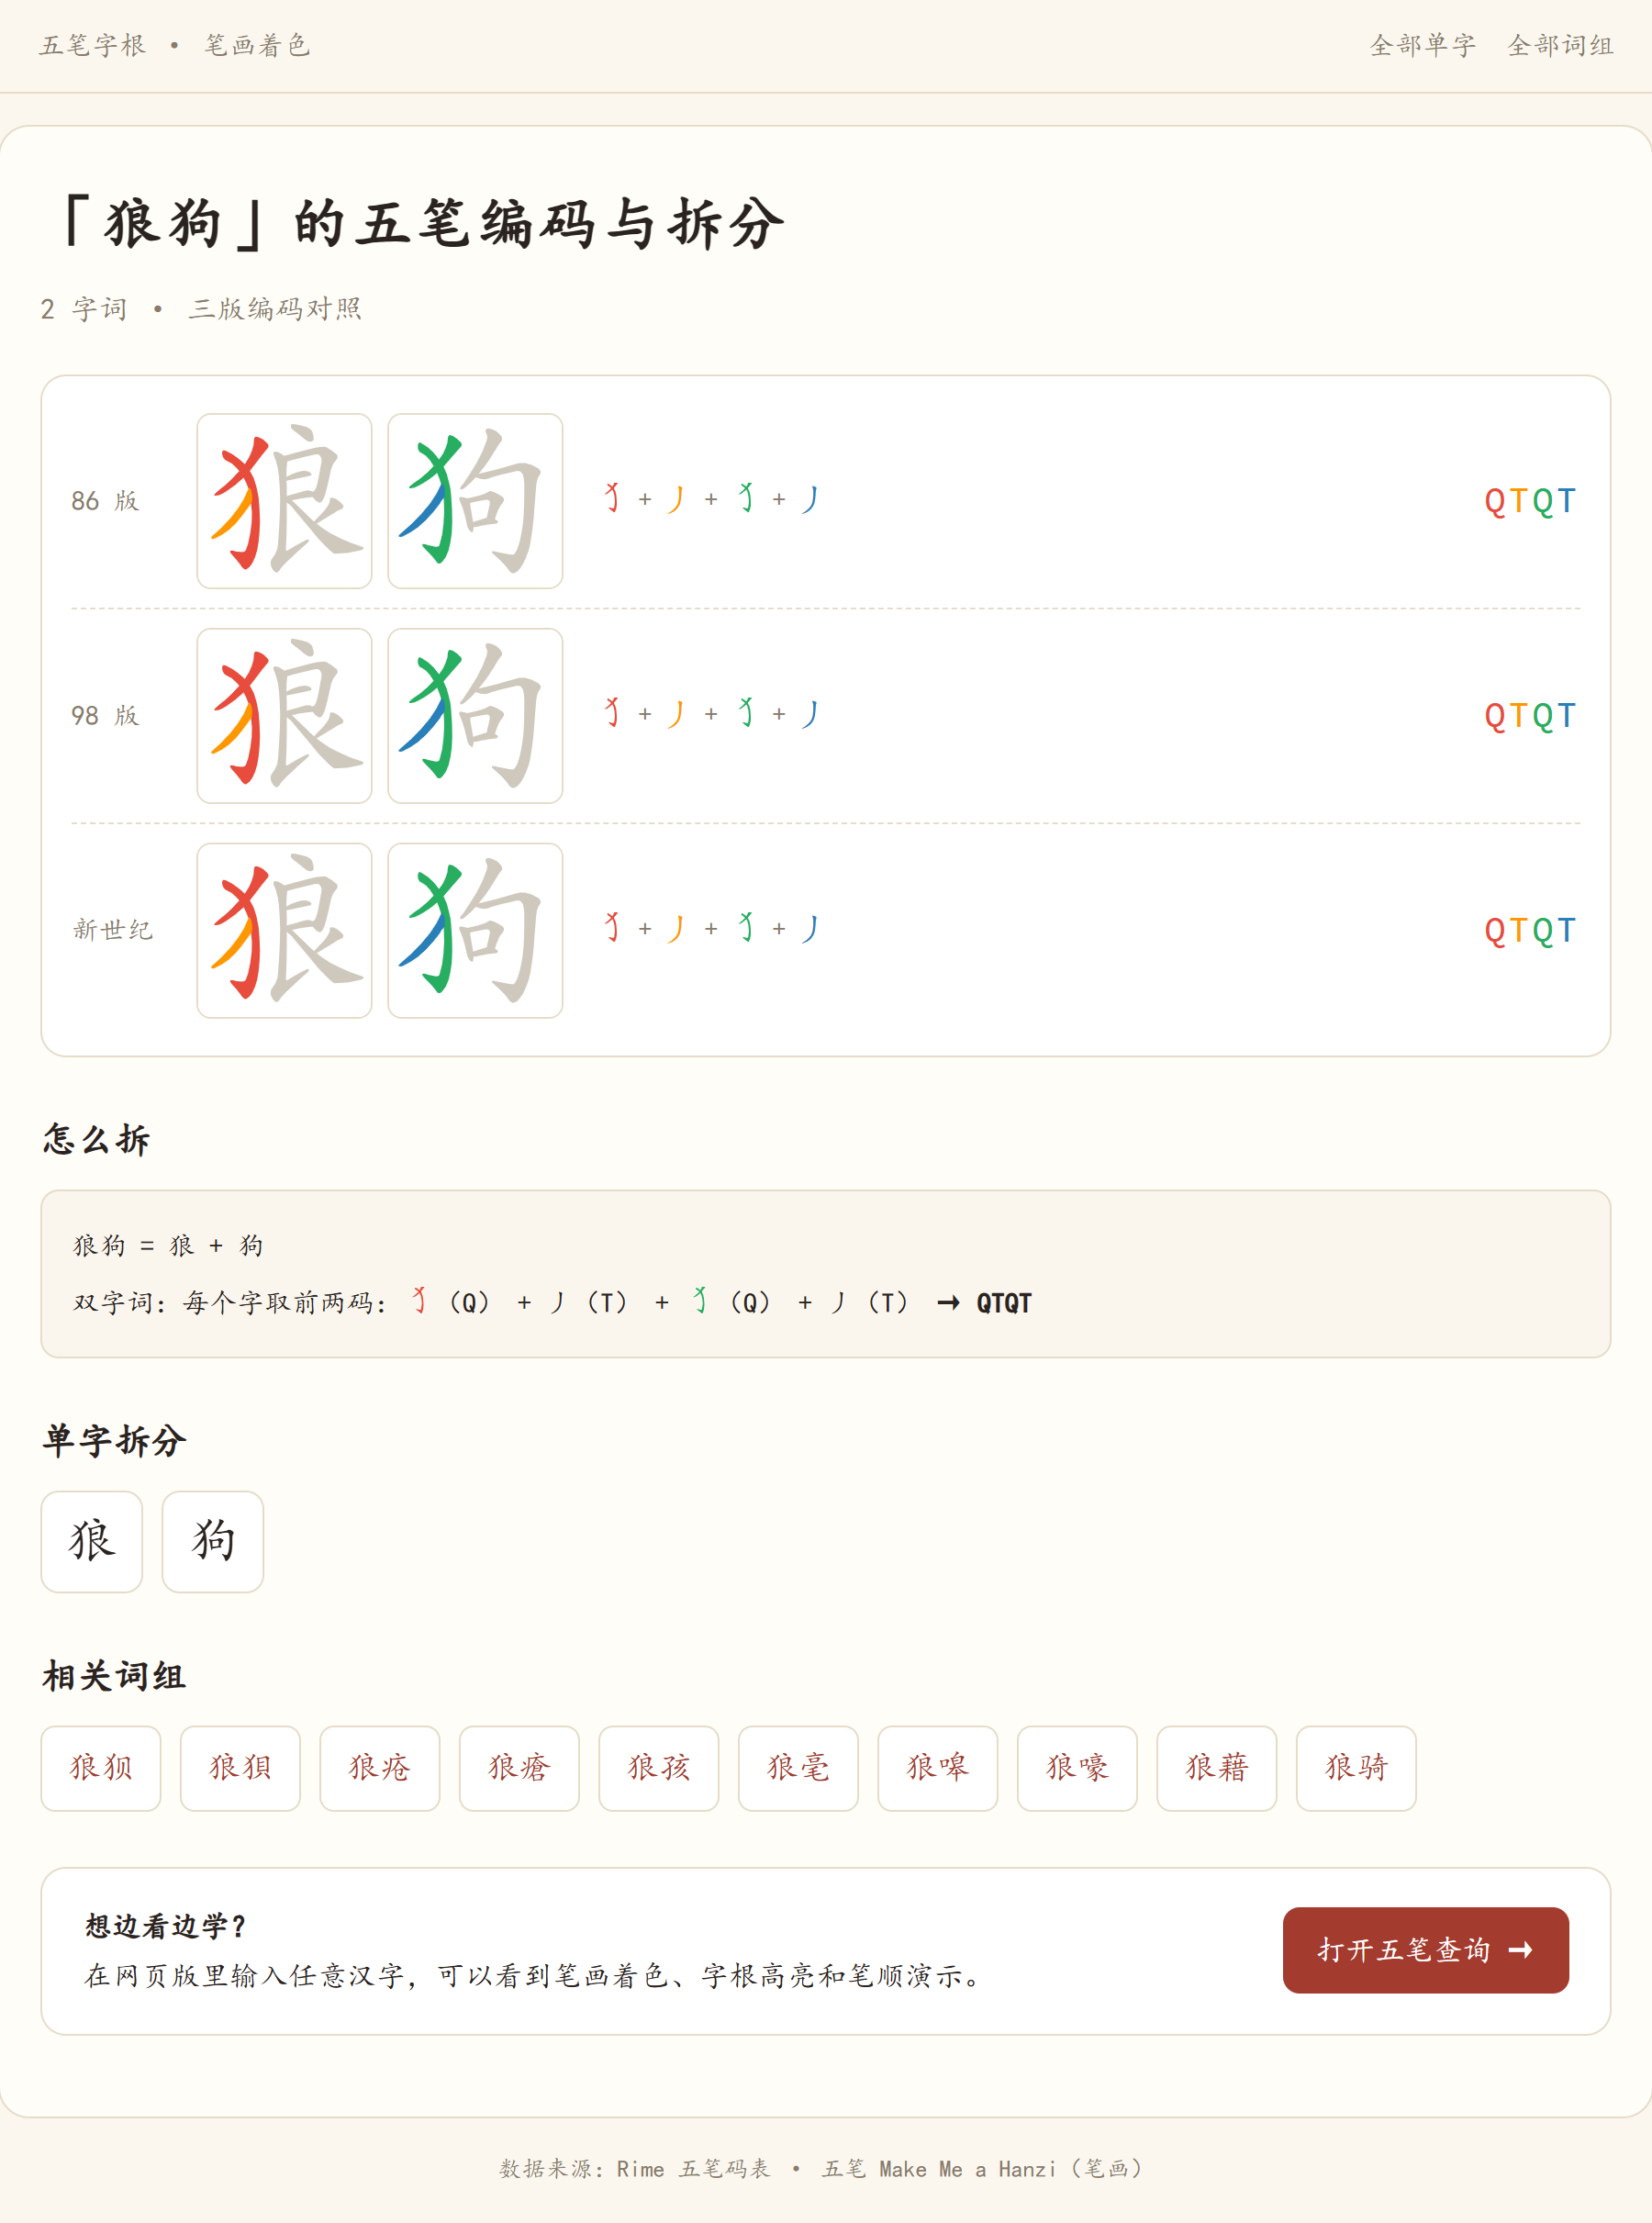 五笔字根 · 笔画着色
全部单字 全部词组
「狼狗」的五笔编码与拆分
2 字词 · 三版编码对照
86 版 狼 狗 犭 + 丿 + 犭 + 丿 QTQT
98 版 狼 狗 犭 + 丿 + 犭 + 丿 QTQT
新世纪 狼 狗 犭 + 丿 + 犭 + 丿 QTQT
怎么拆
狼狗 = 狼 + 狗
双字词：每个字取前两码： 犭（Q） + 丿（T） + 犭（Q） + 丿（T） → QTQT
单字拆分
狼 狗
相关词组
狼狈 狼狽 狼疮 狼瘡 狼孩 狼毫 狼嗥 狼嚎 狼藉 狼骑
想边看边学？
在网页版里输入任意汉字，可以看到笔画着色、字根高亮和笔顺演示。
打开五笔查询 →
数据来源：Rime 五笔码表 · 五笔 Make Me a Hanzi（笔画）